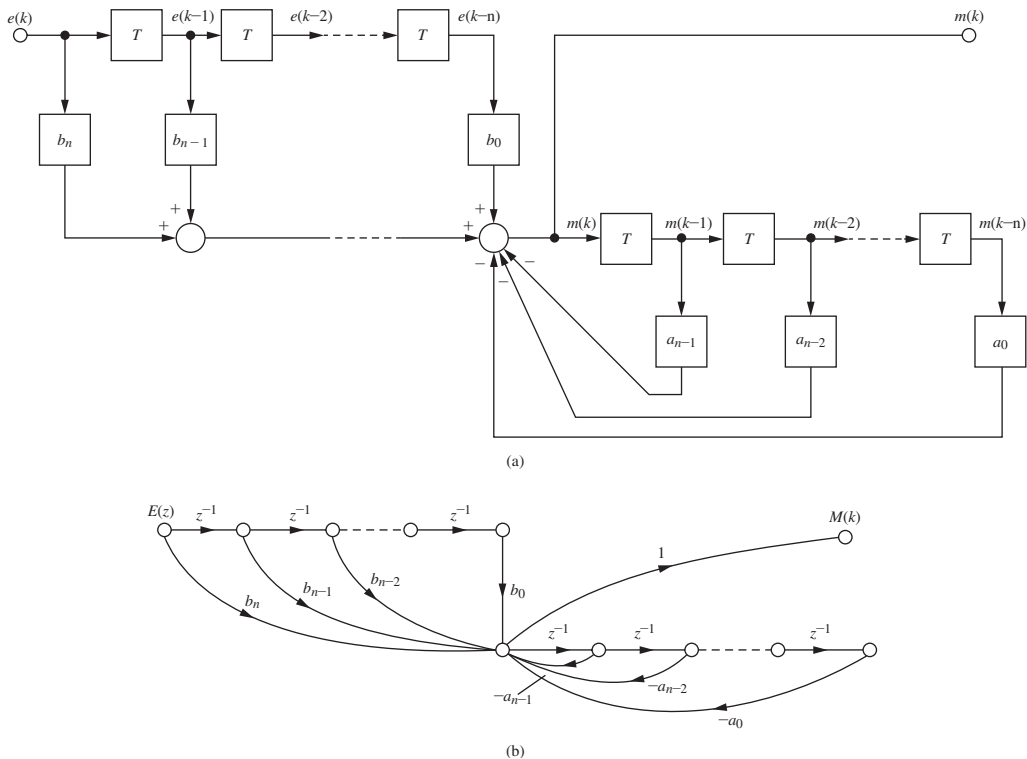 e(k)
e(k−1)
e(k−2)
e(k−n)
m(k)
T
T
T
b_n
b_{n−1}
b_0
+
+
+
+
−
−
−
m(k)
m(k−1)
m(k−2)
m(k−n)
T
T
T
a_{n−1}
a_{n−2}
a_0
(a)
E(z)
z^{−1}
z^{−1}
z^{−1}
M(k)
1
b_n
b_{n−1}
b_{n−2}
b_0
z^{−1}
z^{−1}
z^{−1}
−a_{n−1}
−a_{n−2}
−a_0
(b)